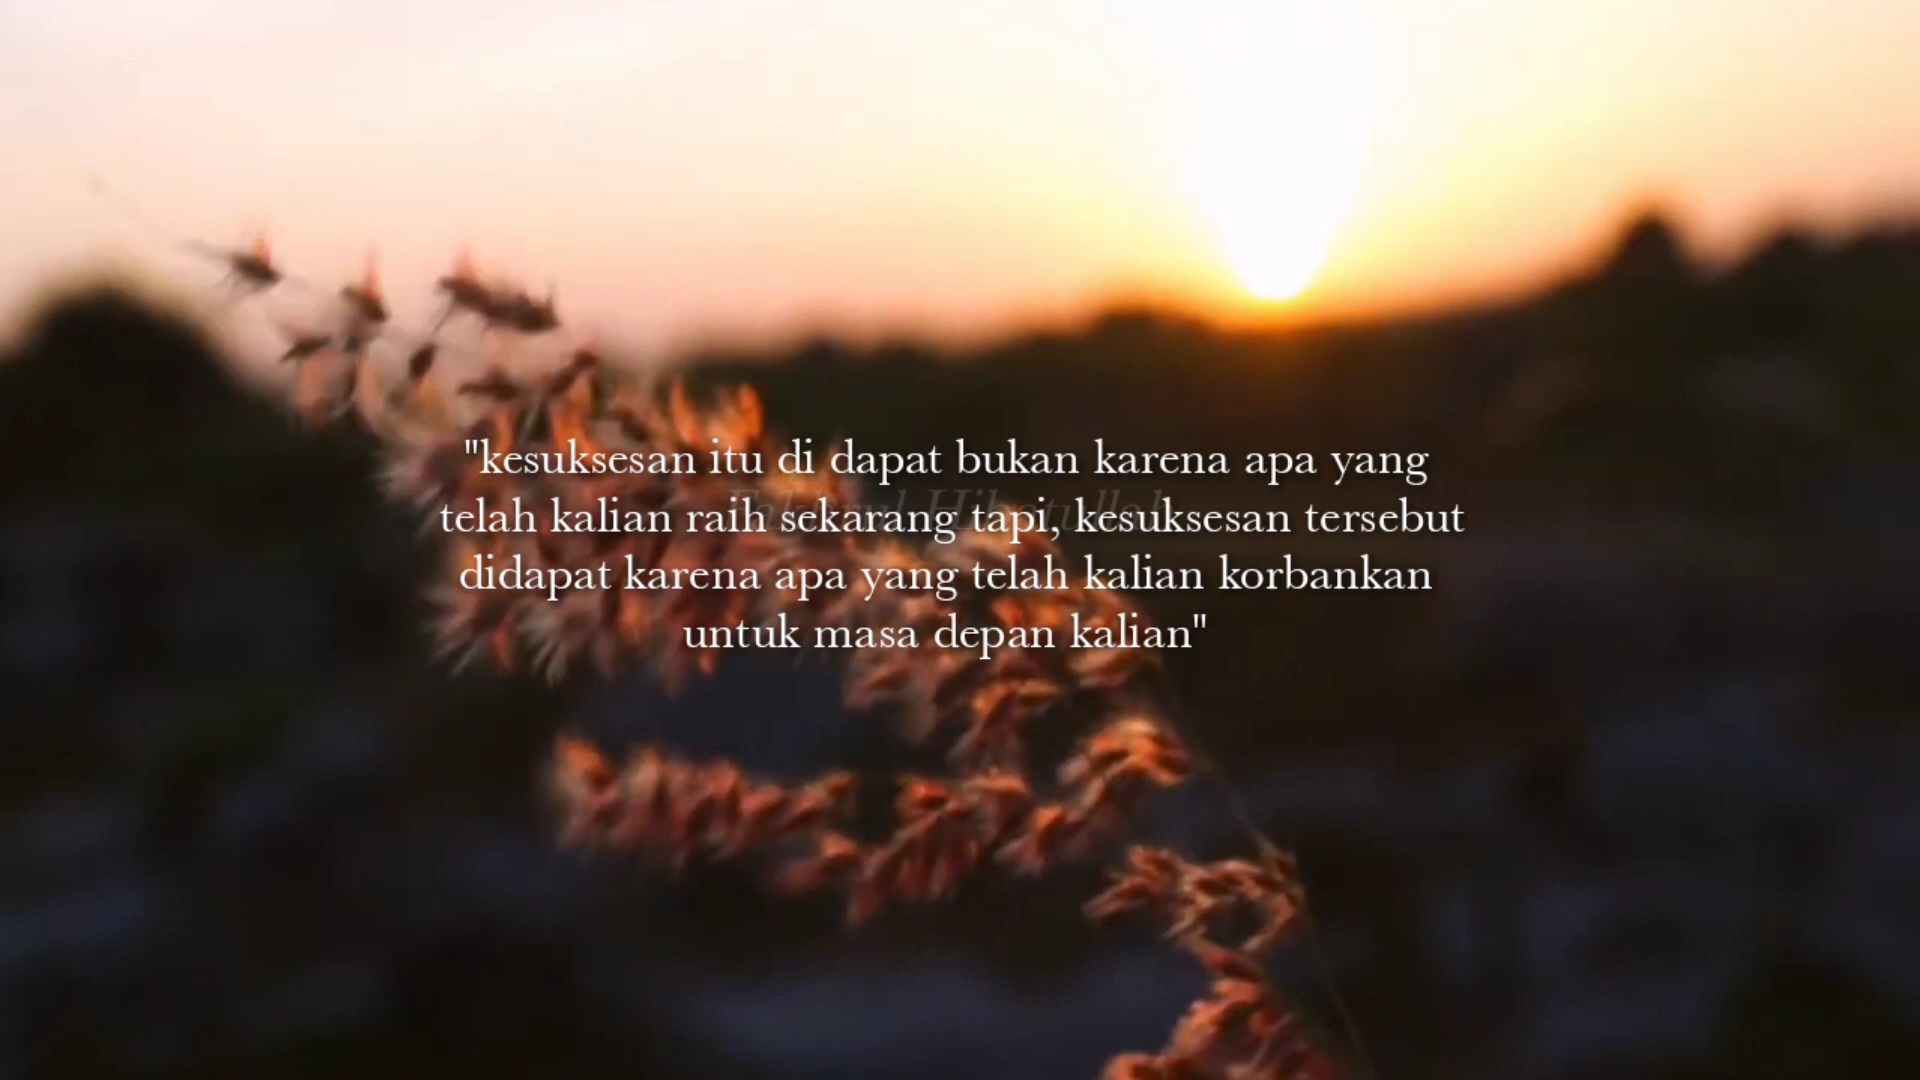 "kesuksesan itu di dapat bukan karena apa yang
telah kalian raih sekarang tapi, kesuksesan tersebut
didapat karena apa yang telah kalian korbankan
untuk masa depan kalian"